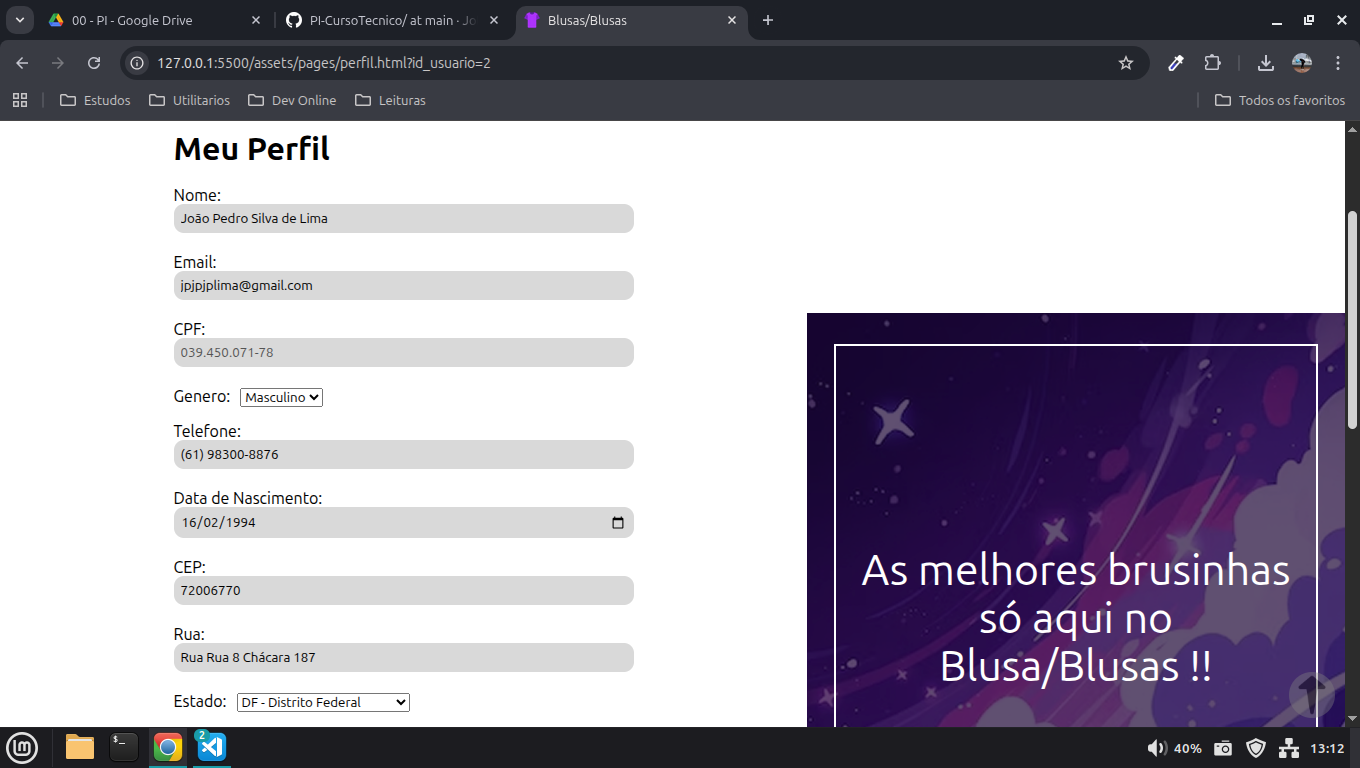 00 - PI - Google Drive
PI-CursoTecnico/ at main · Jo
Blusas/Blusas
127.0.0.1:5500/assets/pages/perfil.html?id_usuario=2
Estudos
Utilitarios
Dev Online
Leituras
Todos os favoritos
Meu Perfil
Nome:
João Pedro Silva de Lima
Email:
jpjpjplima@gmail.com
CPF:
039.450.071-78
Genero: Masculino
Telefone:
(61) 98300-8876
Data de Nascimento:
16/02/1994
CEP:
72006770
Rua:
Rua Rua 8 Chácara 187
Estado: DF - Distrito Federal
As melhores brusinhas
só aqui no
Blusa/Blusas !!
$_
2
40%
13:12